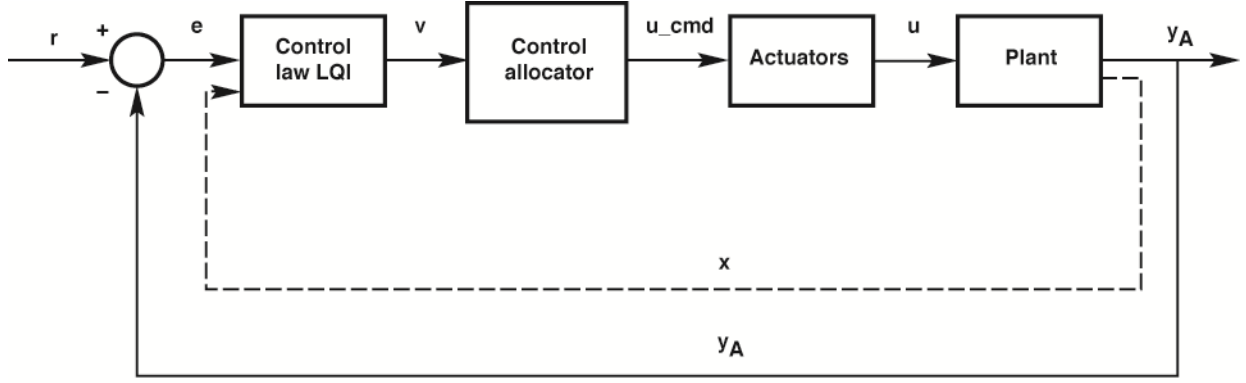 r
+
−
e
Control
law LQI
v
Control
allocator
u_cmd
Actuators
u
Plant
y_A
x
y_A